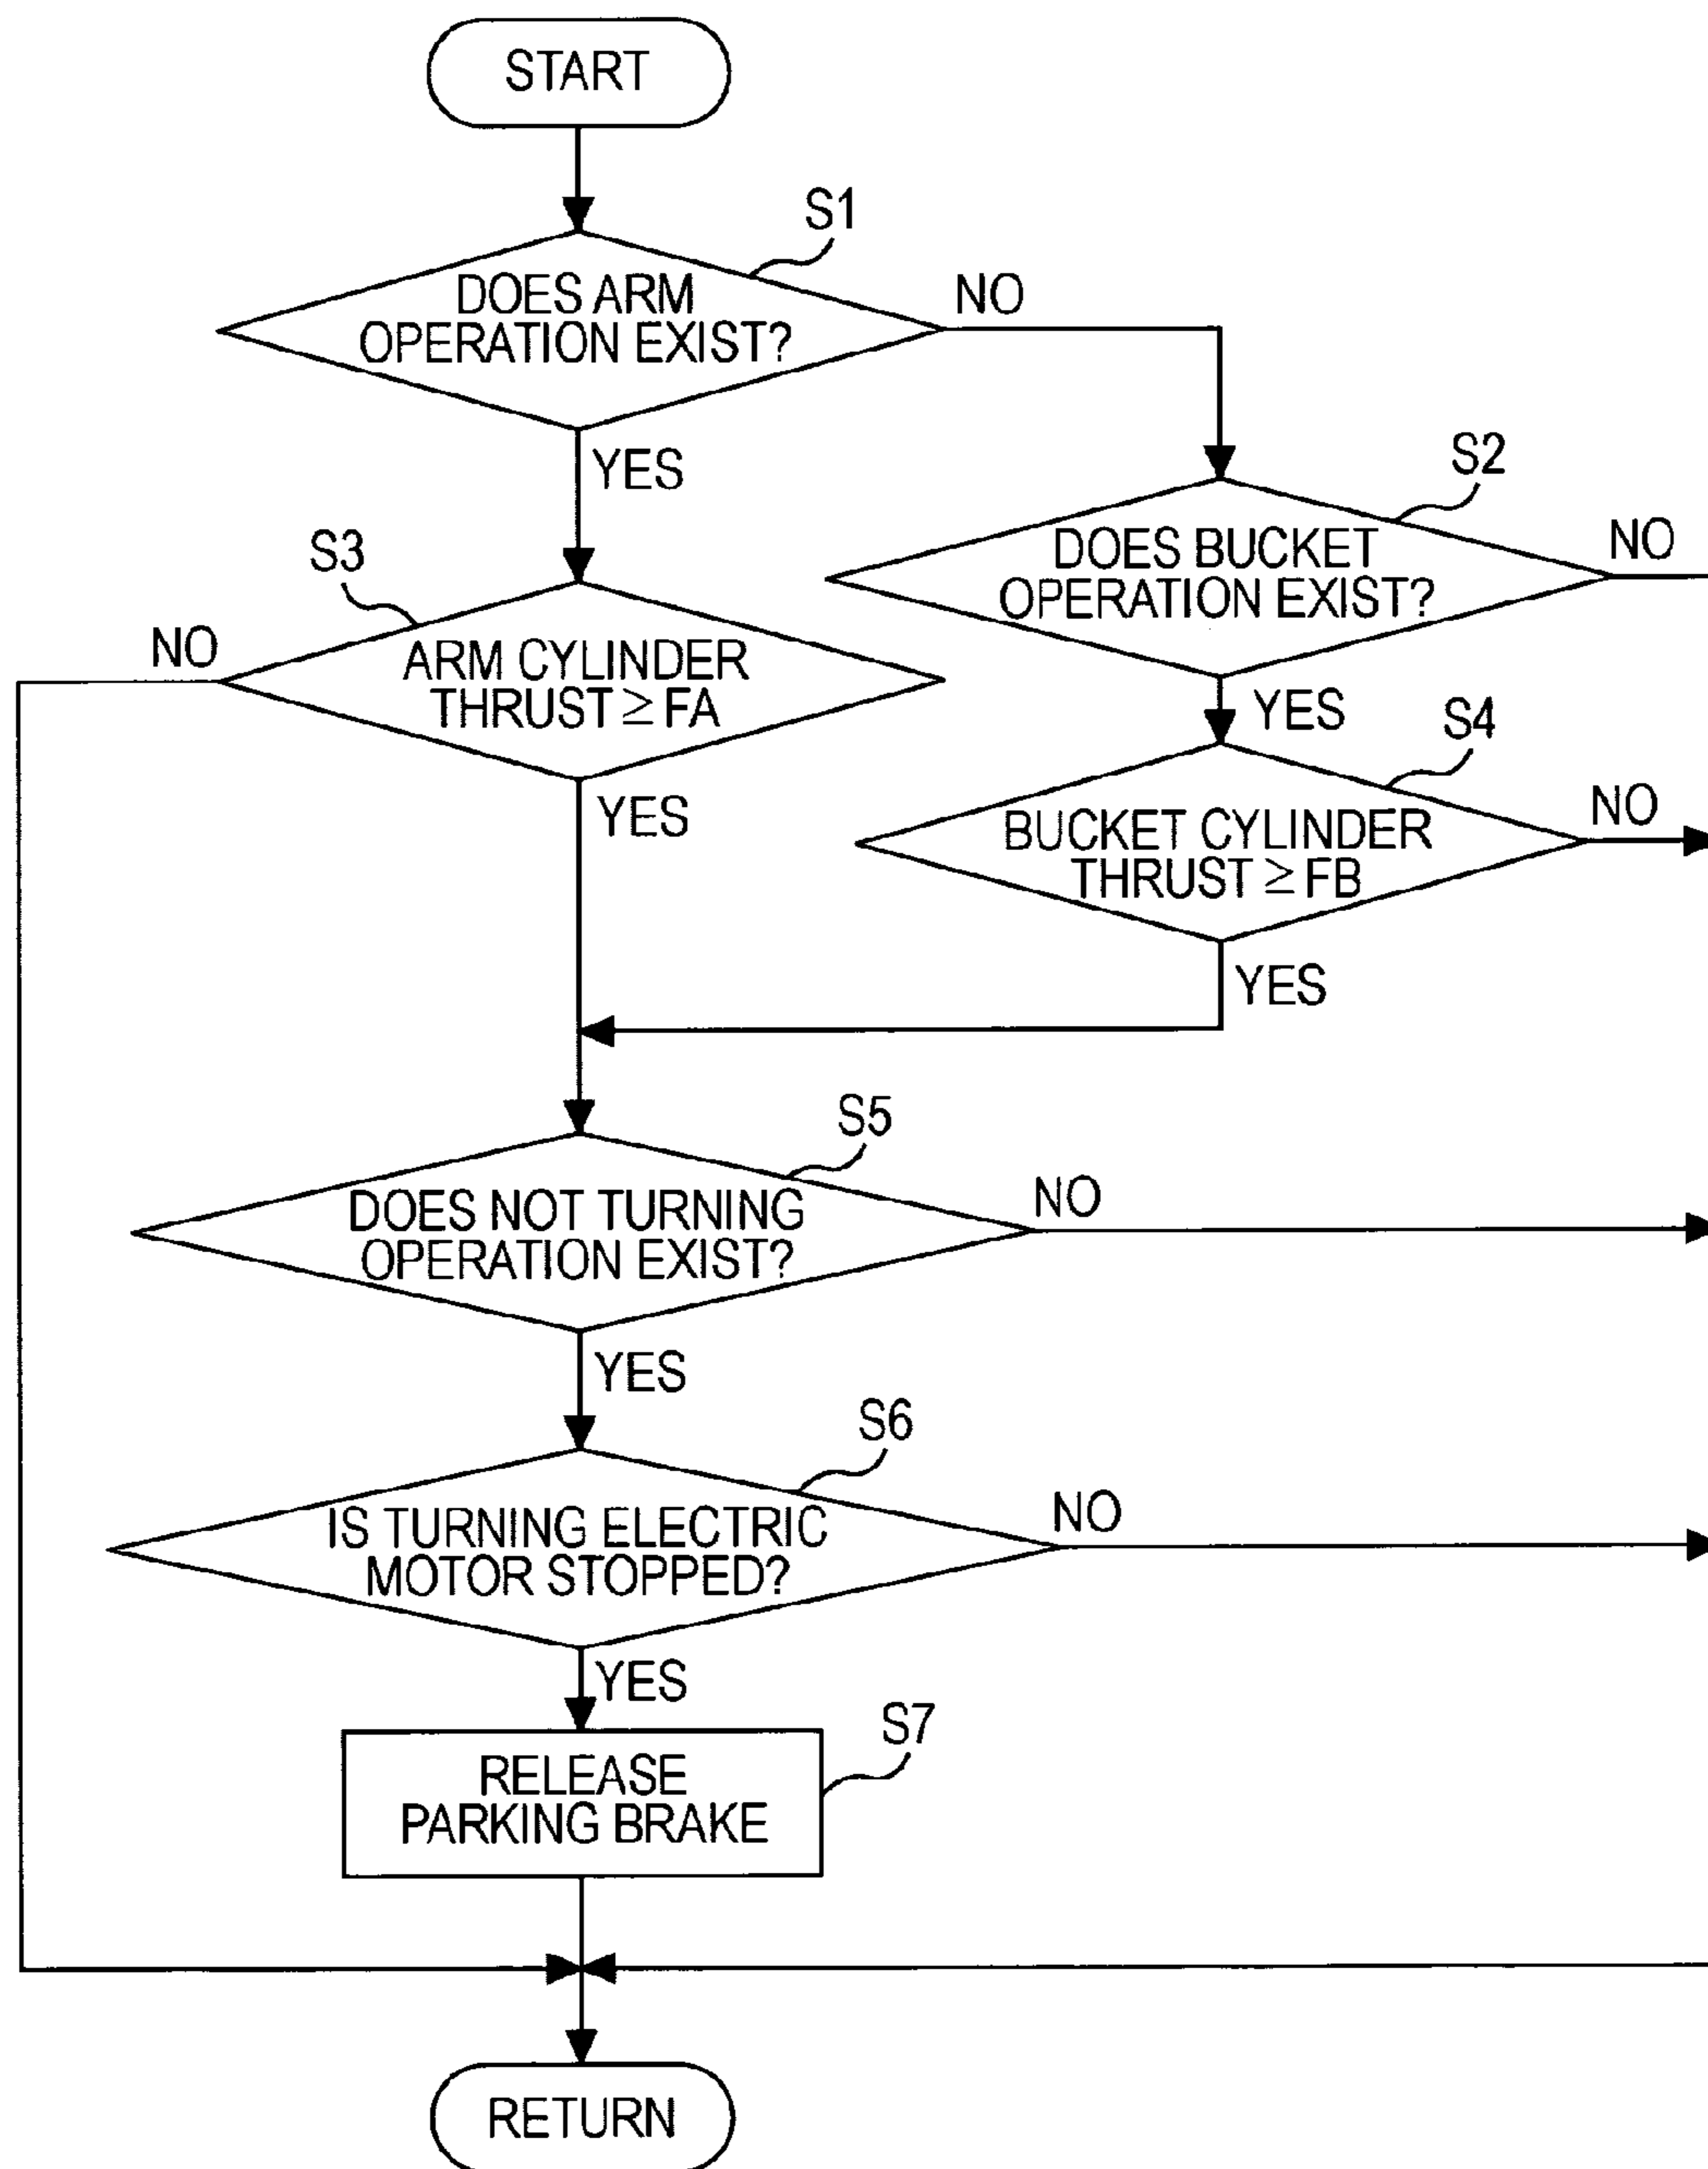 START
S1
DOES ARM
OPERATION EXIST?
NO
YES
S2
DOES BUCKET
OPERATION EXIST?
NO
YES
S3
NO
ARM CYLINDER
THRUST ≥ FA
YES
S4
BUCKET CYLINDER
THRUST ≥ FB
NO
YES
S5
DOES NOT TURNING
OPERATION EXIST?
NO
YES
S6
IS TURNING ELECTRIC
MOTOR STOPPED?
NO
YES
S7
RELEASE
PARKING BRAKE
RETURN